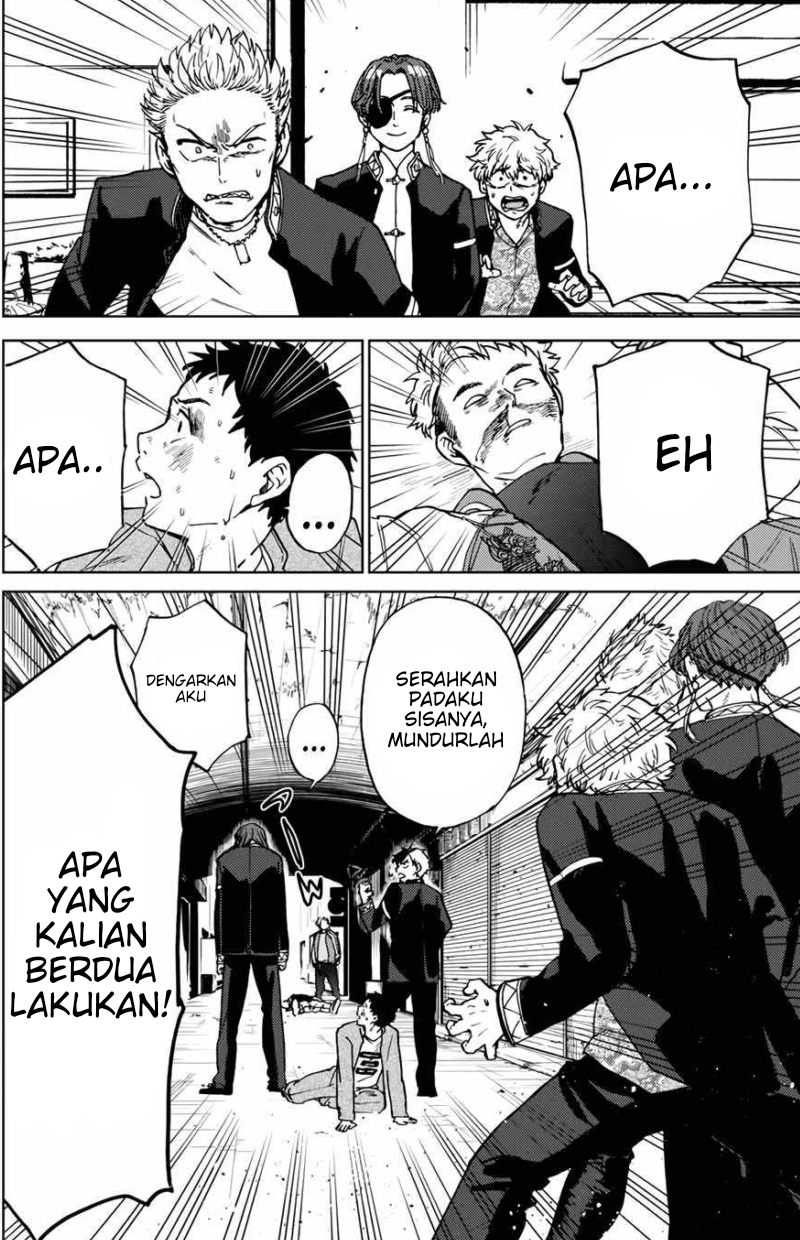 APA...
EH
APA..
...
SERAHKAN
PADAKU
SISANYA,
MUNDURLAH
...
DENGARKAN
AKU
APA
YANG
KALIAN
BERDUA
LAKUKAN!